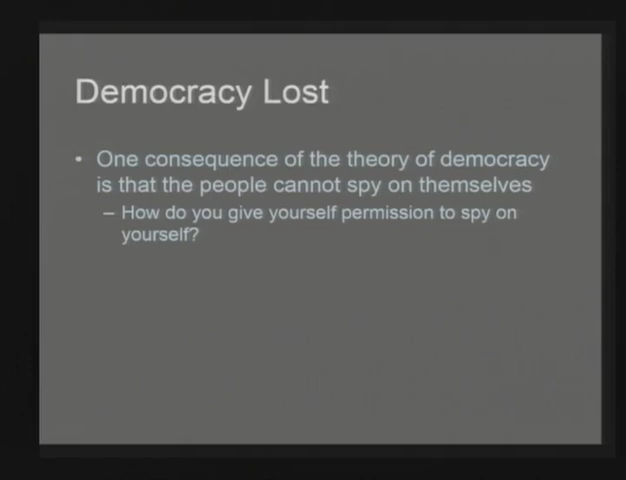 Democracy Lost
• One consequence of the theory of democracy
is that the people cannot spy on themselves
– How do you give yourself permission to spy on
yourself?